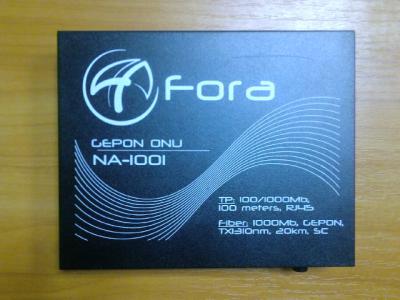 Fora
GEPON ONU
NA-1001
TP: 100/1000Mb,
100 meters, RJ45
Fiber: 1000Mb, GEPON,
TX1310nm, 20km, SC